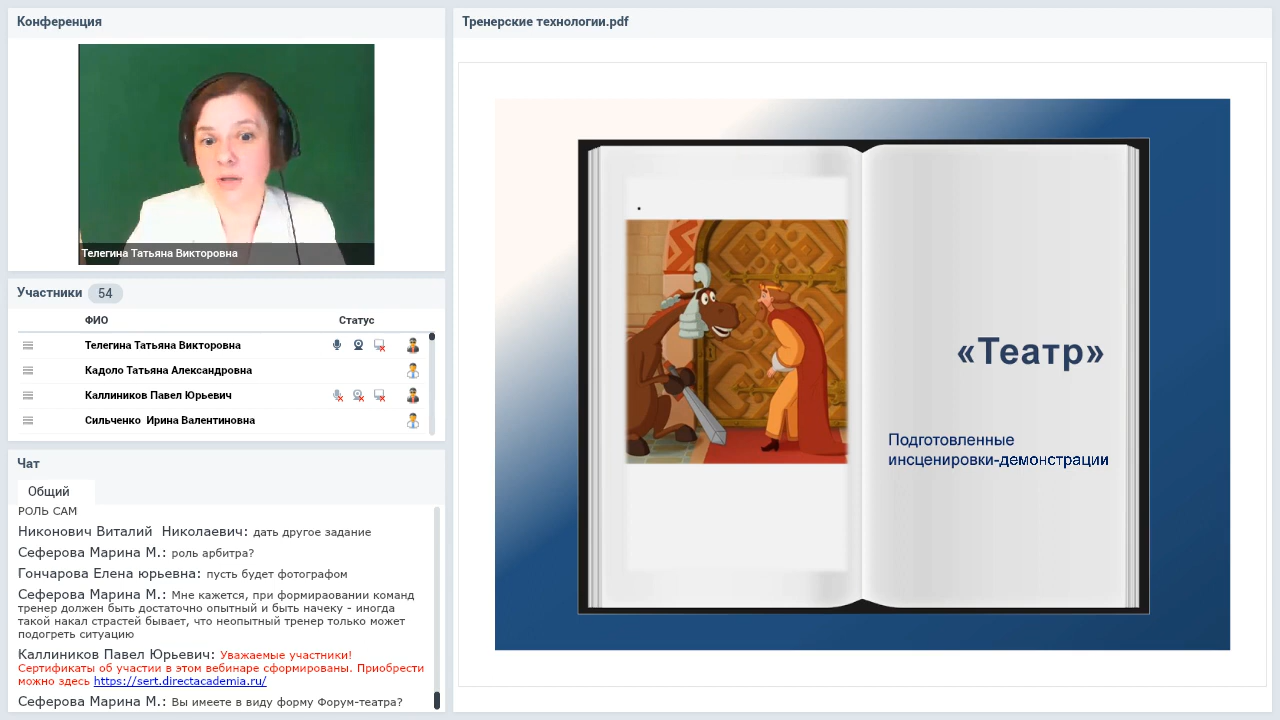 Конференция
Телегина Татьяна Викторовна
Участники 54
ФИО Статус
Телегина Татьяна Викторовна
Кадоло Татьяна Александровна
Каллиников Павел Юрьевич
Сильченко Ирина Валентиновна
Чат
Общий
РОЛЬ САМ
Никонович Виталий Николаевич: дать другое задание
Сеферова Марина М.: роль арбитра?
Гончарова Елена юрьевна: пусть будет фотографом
Сеферова Марина М.: Мне кажется, при формираовании команд
тренер должен быть достаточно опытный и быть начеку - иногда
такой накал страстей бывает, что неопытный тренер только может
подогреть ситуацию
Каллиников Павел Юрьевич: Уважаемые участники!
Сертификаты об участии в этом вебинаре сформированы. Приобрести
можно здесь https://sert.directacademia.ru/
Сеферова Марина М.: Вы имеете в виду форму Форум-театра?
Тренерские технологии.pdf
«Театр»
Подготовленные
инсценировки-демонстрации